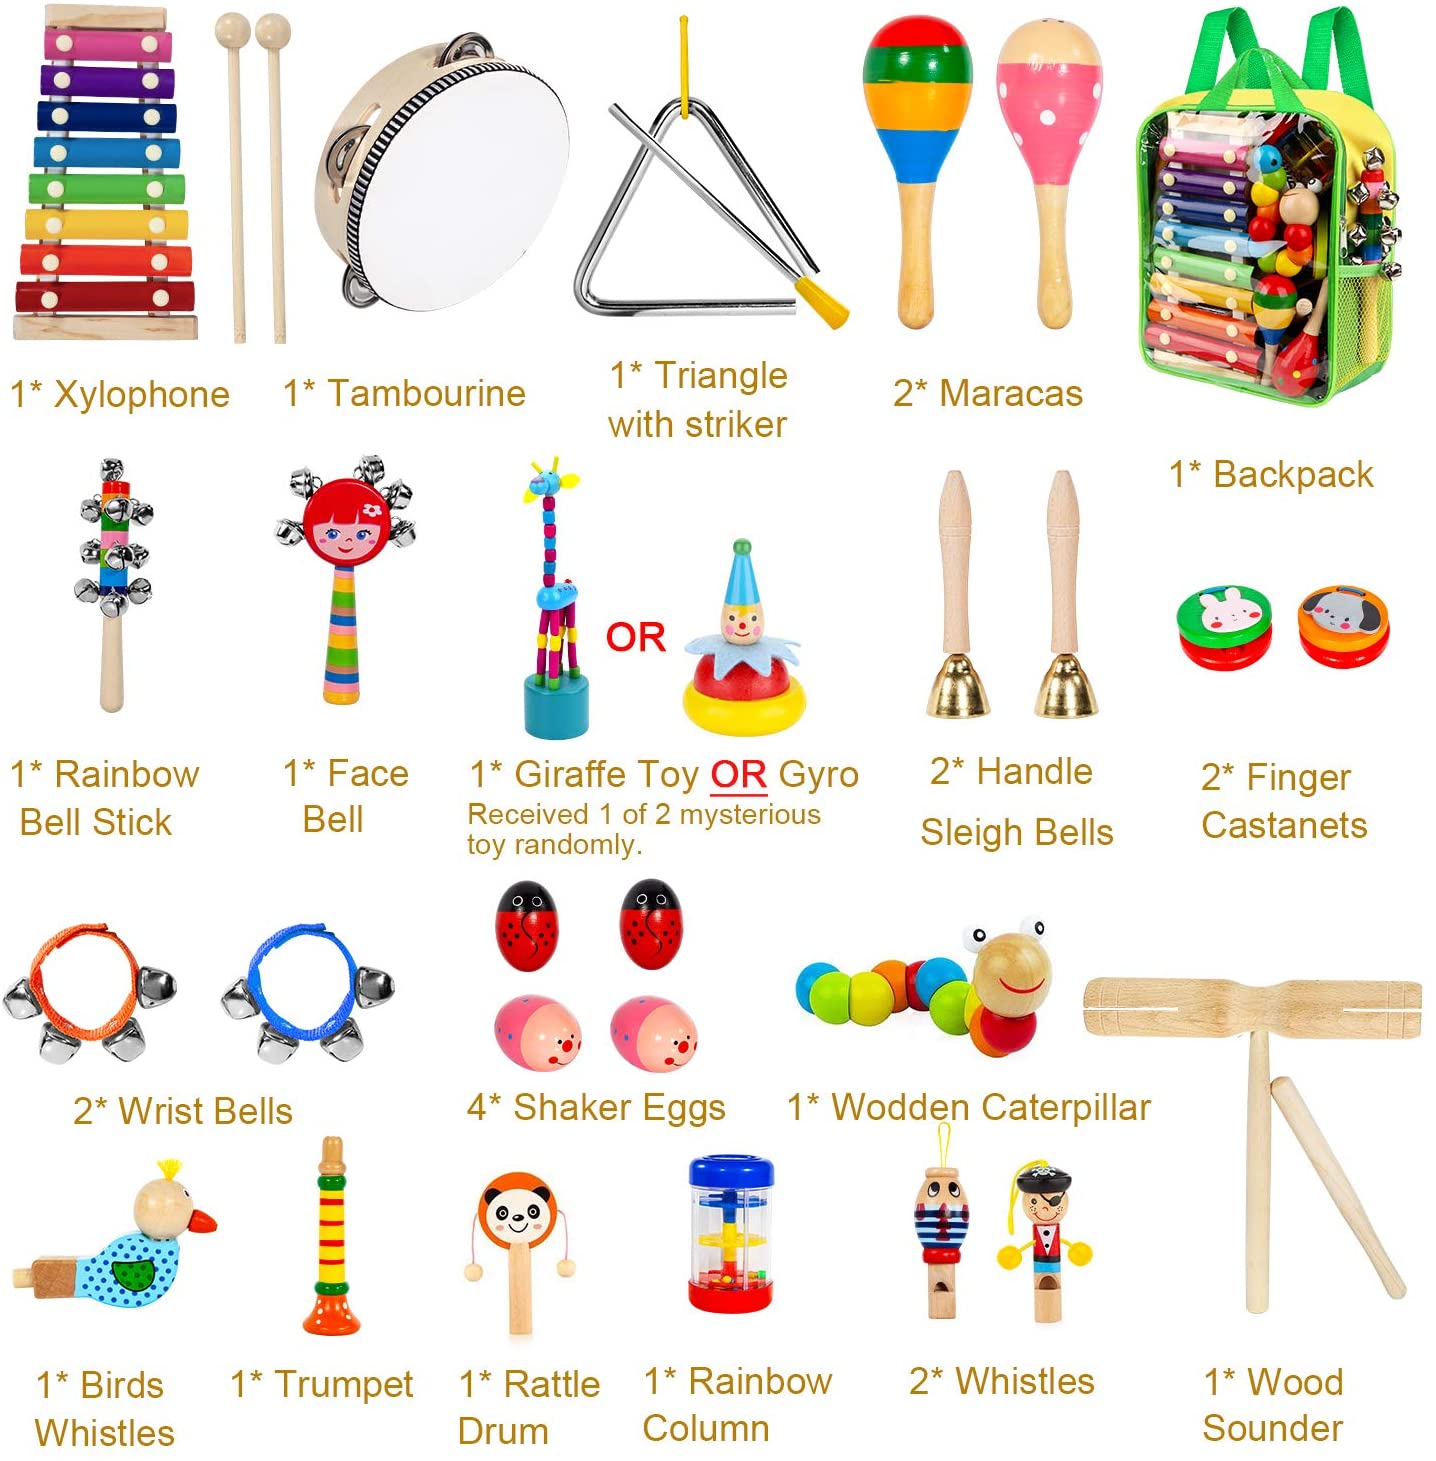 1* Xylophone
1* Tambourine
1* Triangle
with striker
2* Maracas
1* Backpack
1* Rainbow
Bell Stick
1* Face
Bell
OR
1* Giraffe Toy OR Gyro
Received 1 of 2 mysterious
toy randomly.
2* Handle
Sleigh Bells
2* Finger
Castanets
2* Wrist Bells
4* Shaker Eggs
1* Wodden Caterpillar
1* Birds
Whistles
1* Trumpet
1* Rattle
Drum
1* Rainbow
Column
2* Whistles
1* Wood
Sounder